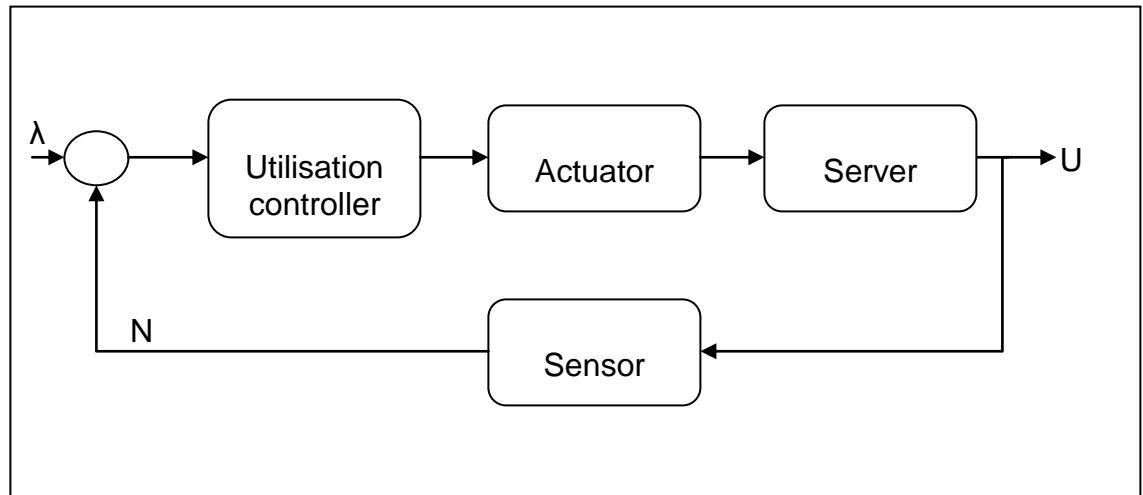 λ
Utilisation
controller
Actuator
Server
U
N
Sensor